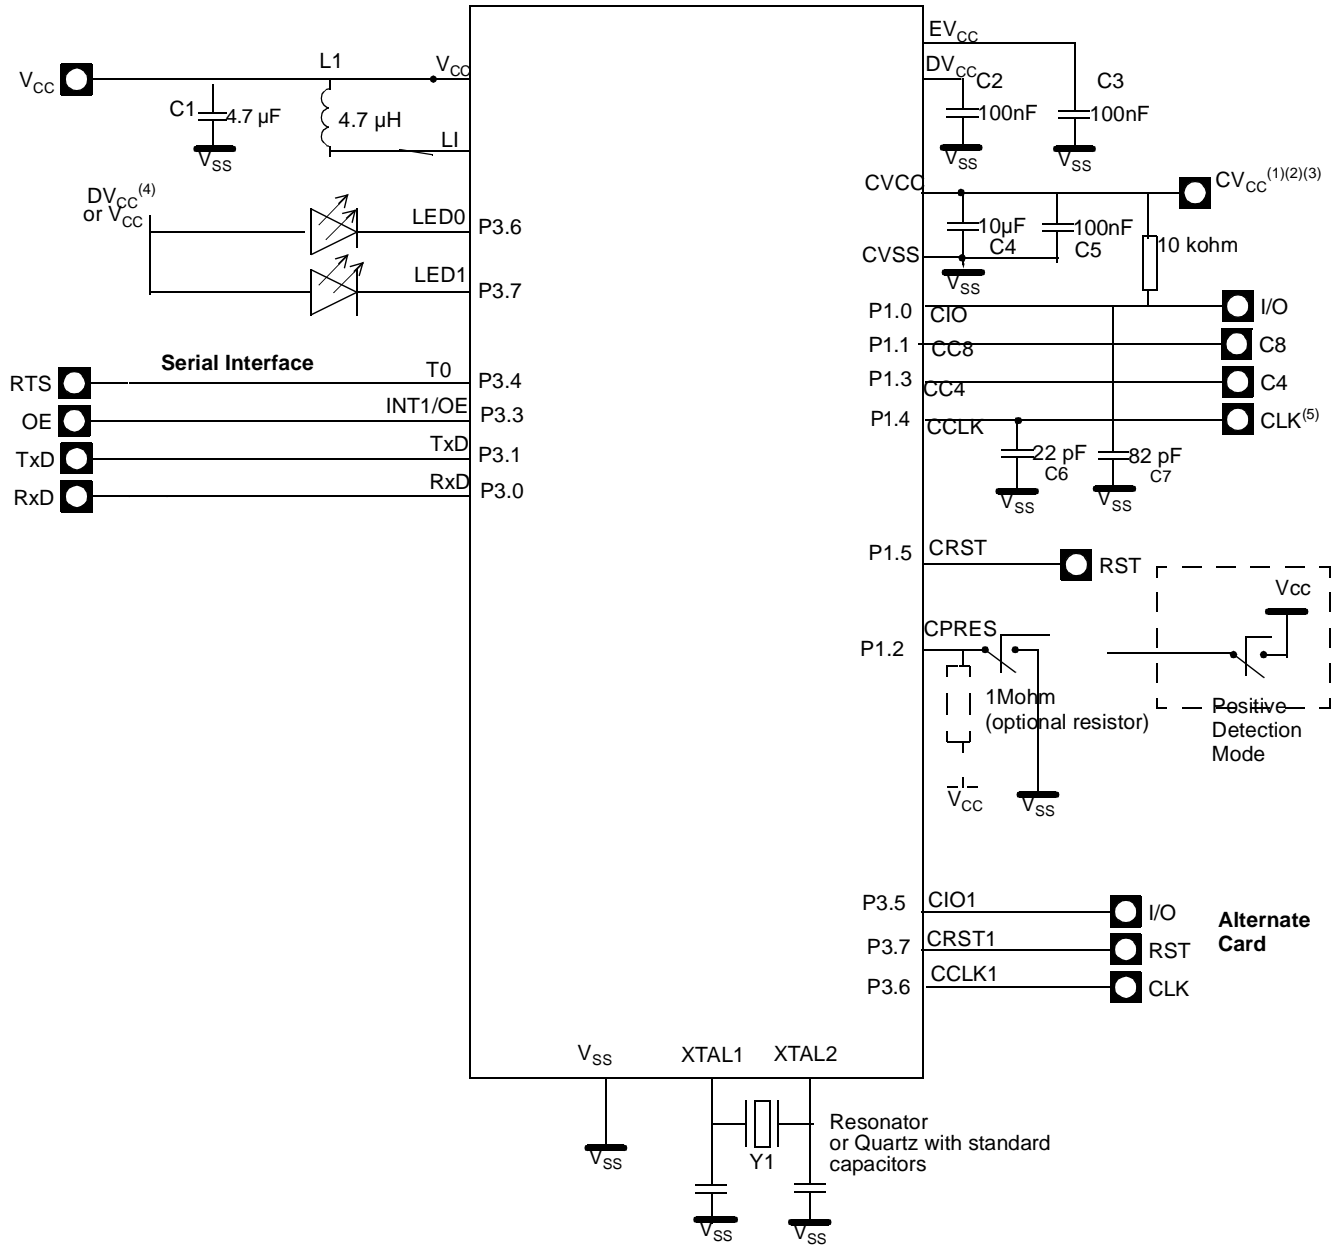 EVCC
L1
VCC
VCC
DVCC
C2
C3
C1
4.7 µF
4.7 µH
100nF
100nF
LI
VSS
VSS
VSS
DVCC(4)
or VCC
CVCC
CVCC(1)(2)(3)
LED0
P3.6
10µF
100nF
10 kohm
C4
C5
CVSS
LED1
P3.7
VSS
P1.0
CIO
I/O
P1.1
CC8
C8
Serial Interface
RTS
T0
P3.4
P1.3
CC4
C4
OE
INT1/OE
P3.3
P1.4
CCLK
CLK(5)
TxD
TxD
P3.1
22 pF
82 pF
C6
C7
RxD
RxD
P3.0
VSS
VSS
P1.5
CRST
RST
Vcc
CPRES
P1.2
1Mohm
(optional resistor)
Positive
Detection
Mode
VCC
VSS
P3.5
CIO1
I/O
Alternate
Card
P3.7
CRST1
RST
P3.6
CCLK1
CLK
VSS
XTAL1
XTAL2
Resonator
or Quartz with standard
capacitors
VSS
Y1
VSS
VSS